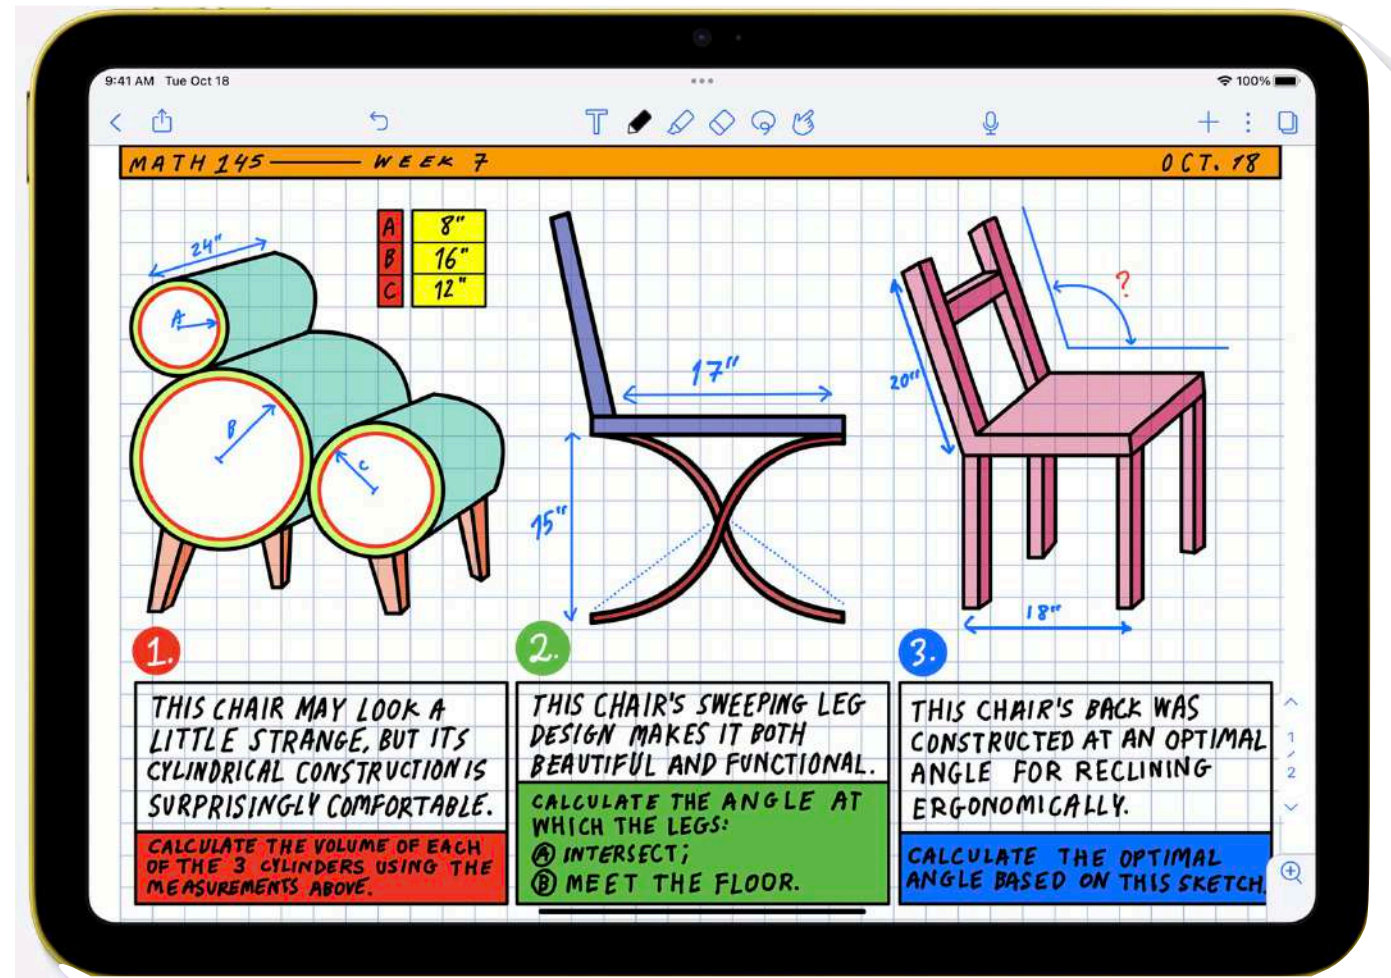 9:41 AM Tue Oct 18
100%
MATH 145 WEEK 7 OCT. 18
24"
A 8"
B 16"
C 12"
A
B
C
17"
15"
?
20"
18"
1.
THIS CHAIR MAY LOOK A
LITTLE STRANGE, BUT ITS
CYLINDRICAL CONSTRUCTION IS
SURPRISINGLY COMFORTABLE.
CALCULATE THE VOLUME OF EACH
OF THE 3 CYLINDERS USING THE
MEASUREMENTS ABOVE.
2.
THIS CHAIR'S SWEEPING LEG
DESIGN MAKES IT BOTH
BEAUTIFUL AND FUNCTIONAL.
CALCULATE THE ANGLE AT
WHICH THE LEGS:
Ⓐ INTERSECT;
Ⓑ MEET THE FLOOR.
3.
THIS CHAIR'S BACK WAS
CONSTRUCTED AT AN OPTIMAL
ANGLE FOR RECLINING
ERGONOMICALLY.
CALCULATE THE OPTIMAL
ANGLE BASED ON THIS SKETCH.
1
/
2